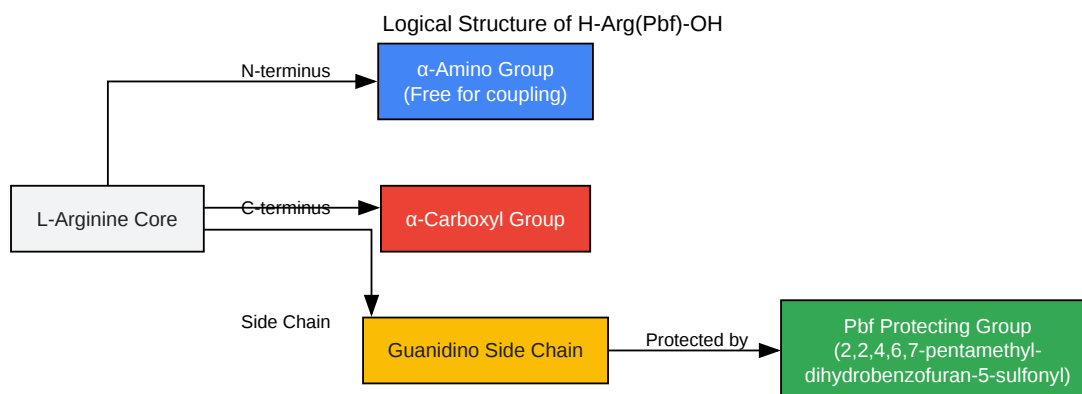 Logical Structure of H-Arg(Pbf)-OH
N-terminus
α-Amino Group
(Free for coupling)
L-Arginine Core
C-terminus
α-Carboxyl Group
Side Chain
Guanidino Side Chain
Protected by
Pbf Protecting Group
(2,2,4,6,7-pentamethyl-
dihydrobenzofuran-5-sulfonyl)